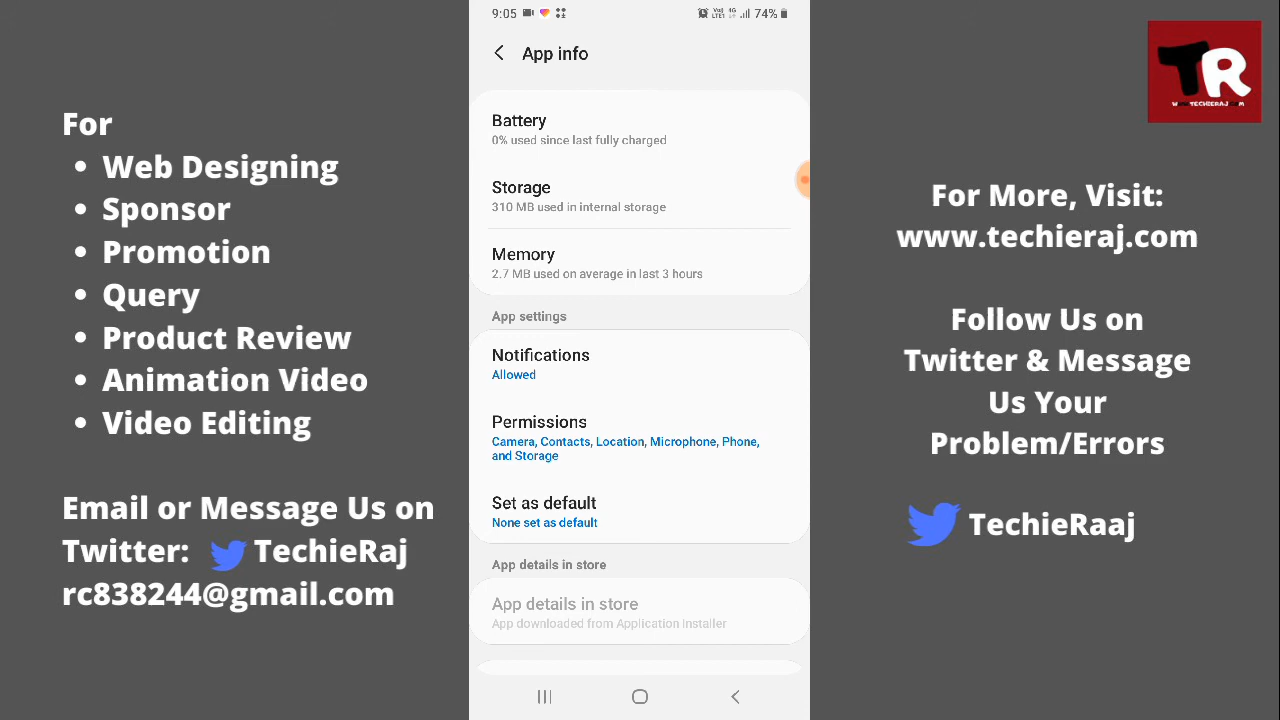 For
• Web Designing
• Sponsor
• Promotion
• Query
• Product Review
• Animation Video
• Video Editing
Email or Message Us on
Twitter: TechieRaj
rc838244@gmail.com
9:05 74%
App info
Battery
0% used since last fully charged
Storage
310 MB used in internal storage
Memory
2.7 MB used on average in last 3 hours
App settings
Notifications
Allowed
Permissions
Camera, Contacts, Location, Microphone, Phone,
and Storage
Set as default
None set as default
App details in store
App details in store
App downloaded from Application Installer
TR
WWW.TECHIERAJ.COM
For More, Visit:
www.techieraj.com
Follow Us on
Twitter & Message
Us Your
Problem/Errors
TechieRaaj